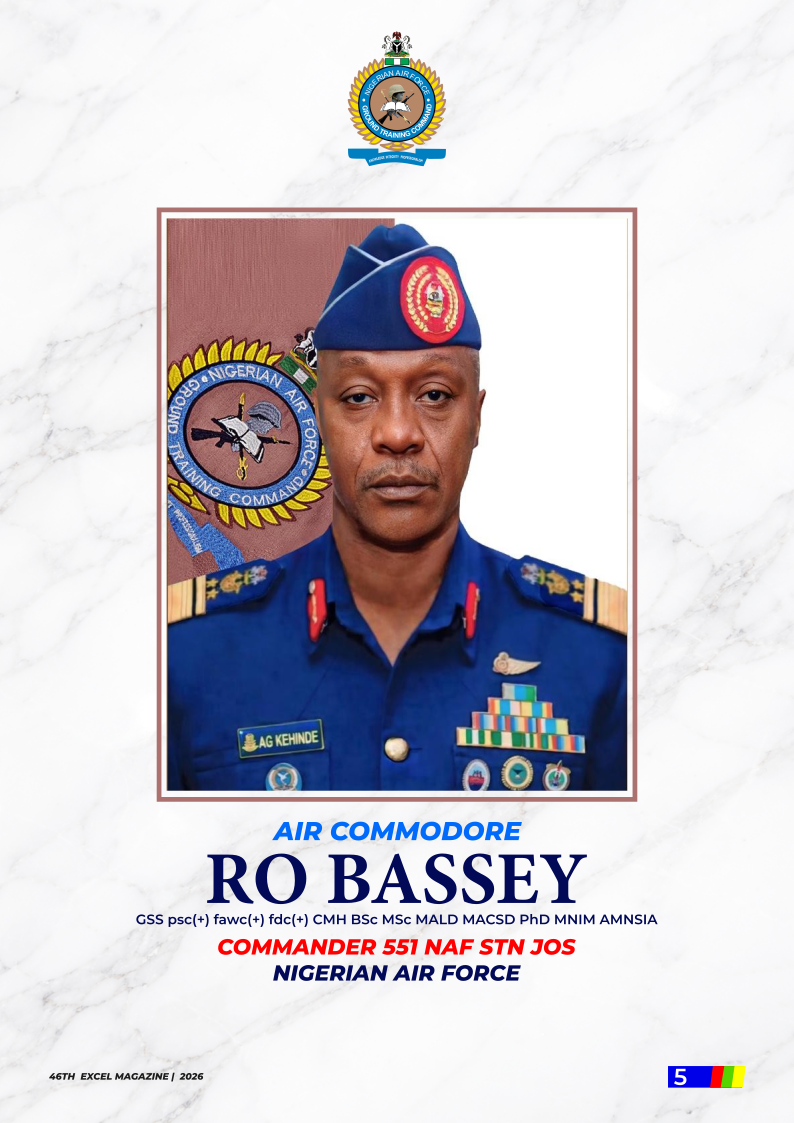 NIGERIAN AIR FORCE
GROUND TRAINING COMMAND
NIGERIAN AIR FORCE
GROUND TRAINING COMMAND
AG KEHINDE
AIR COMMODORE
RO BASSEY
GSS psc(+) fawc(+) fdc(+) CMH BSc MSc MALD MACSD PhD MNIM AMNSIA
COMMANDER 551 NAF STN JOS
NIGERIAN AIR FORCE
46TH EXCEL MAGAZINE | 2026
5